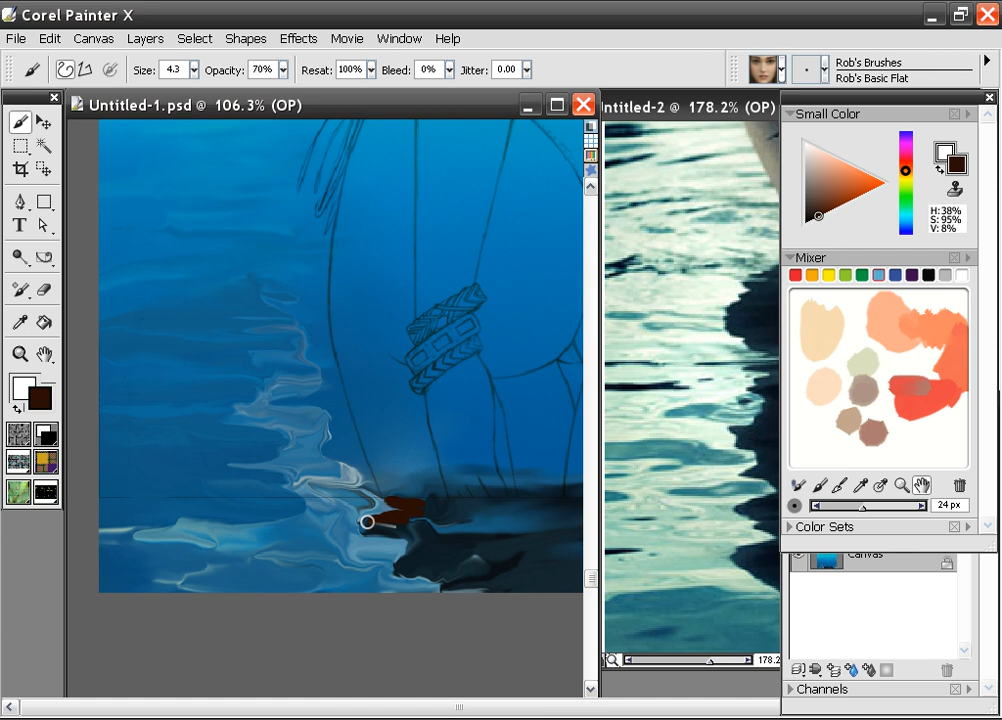 Corel Painter X
File Edit Canvas Layers Select Shapes Effects Movie Window Help
Size: 4.3 Opacity: 70% Resat: 100% Bleed: 0% Jitter: 0.00
Rob's Brushes
Rob's Basic Flat
Untitled-1.psd @ 106.3% (OP)
ntitled-2 @ 178.2% (OP)
Small Color
H:38%
S: 95%
V: 8%
Mixer
T
24 px
Color Sets
Canvas
178.2
Channels